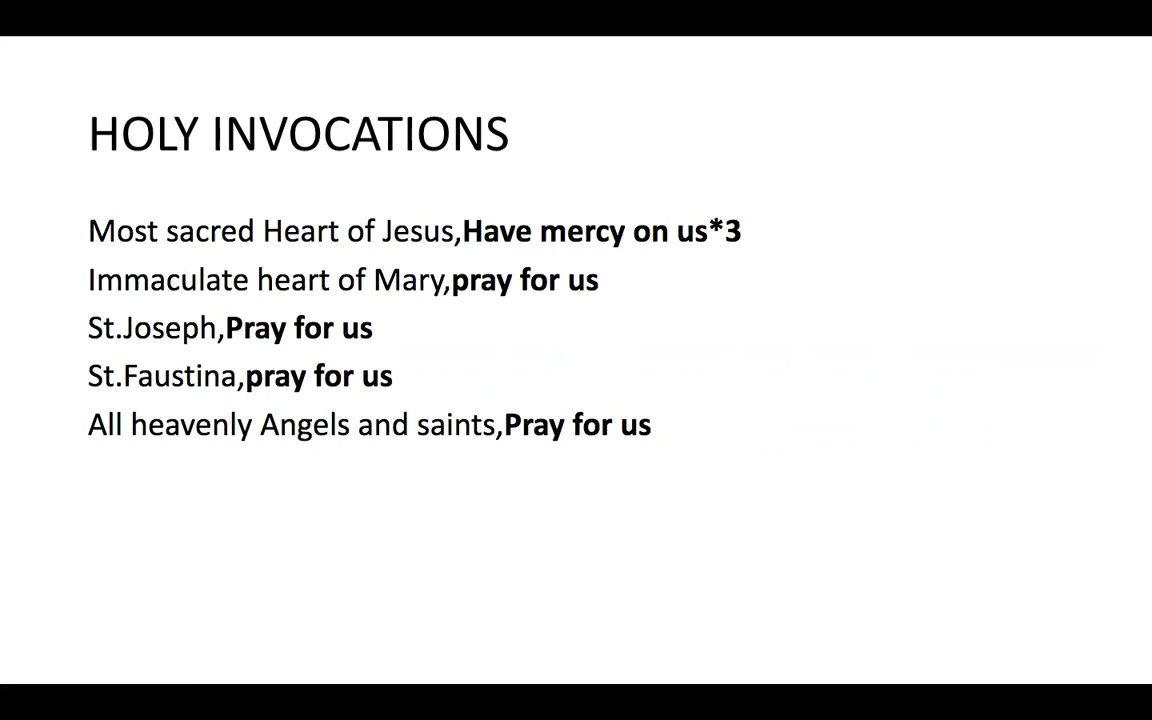 HOLY INVOCATIONS
Most sacred Heart of Jesus,Have mercy on us*3
Immaculate heart of Mary,pray for us
St.Joseph,Pray for us
St.Faustina,pray for us
All heavenly Angels and saints,Pray for us